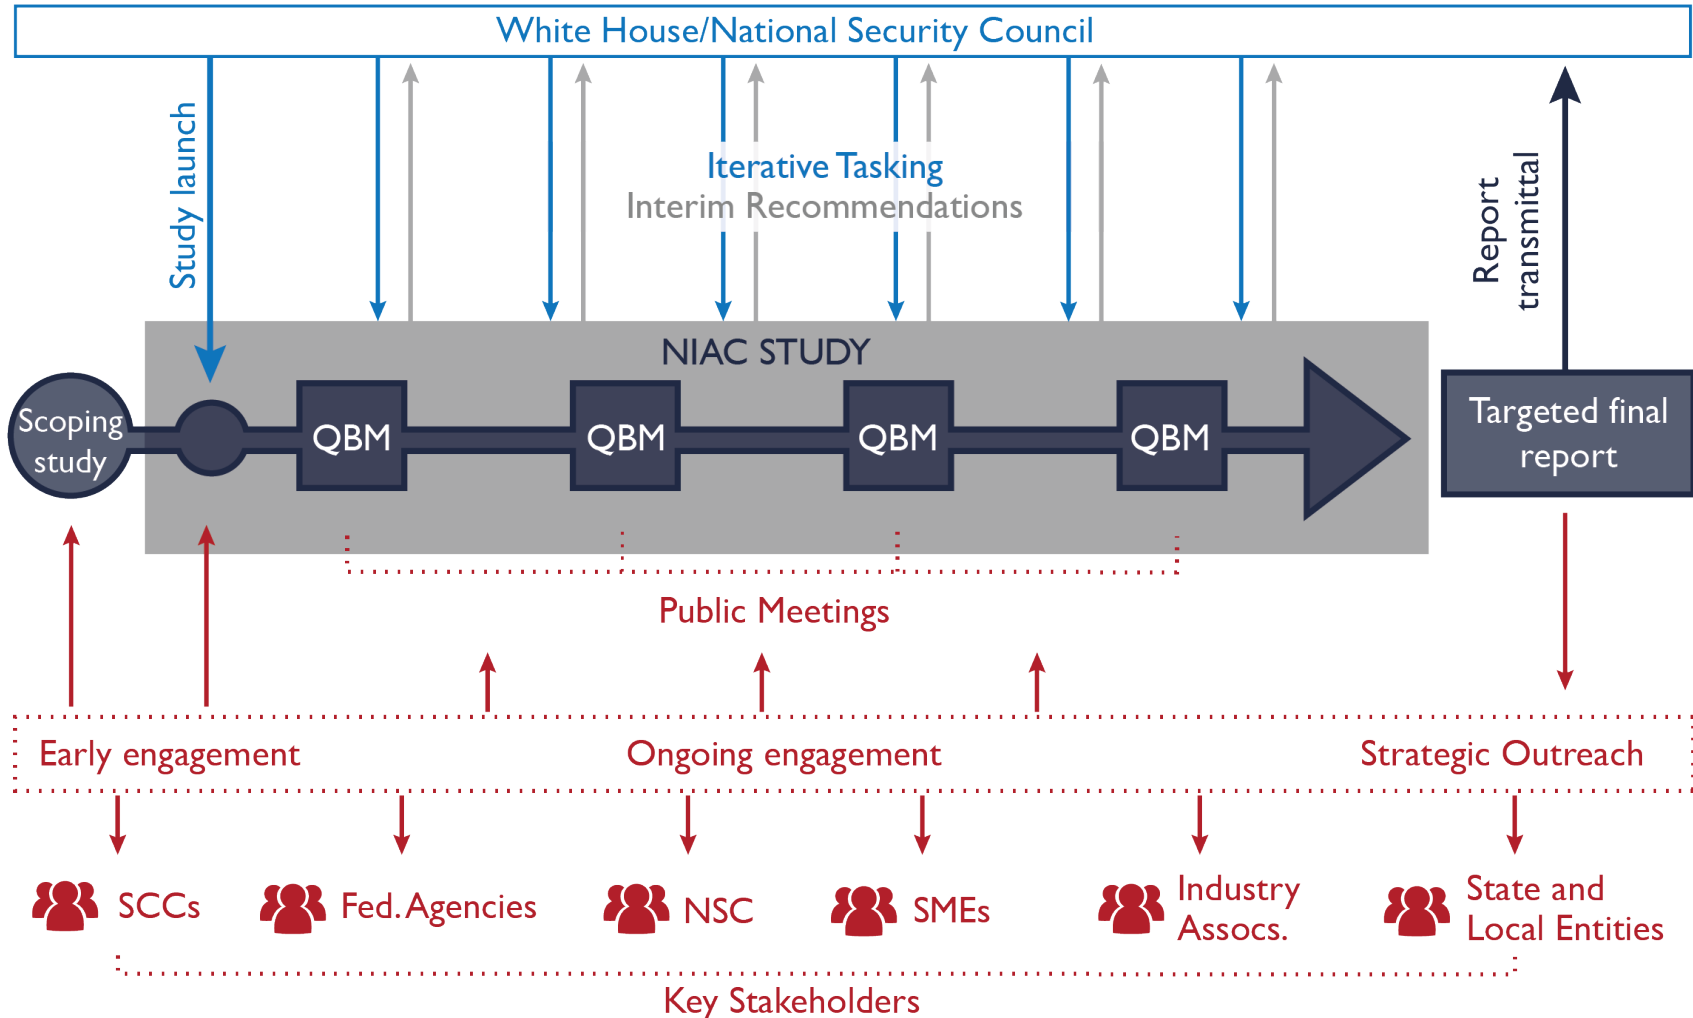 White House/National Security Council
Study launch
Iterative Tasking
Interim Recommendations
Report
transmittal
NIAC STUDY
Scoping
study
QBM
QBM
QBM
QBM
Targeted final
report
Public Meetings
Early engagement
Ongoing engagement
Strategic Outreach
SCCs
Fed. Agencies
NSC
SMEs
Industry
Assocs.
State and
Local Entities
Key Stakeholders